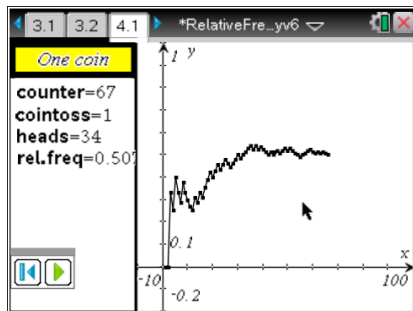 3.1 3.2 4.1 *RelativeFre...yv6
One coin
counter=67
cointoss=1
heads=34
rel.freq=0.507
1 y
0.1
x
-10
100
-0.2